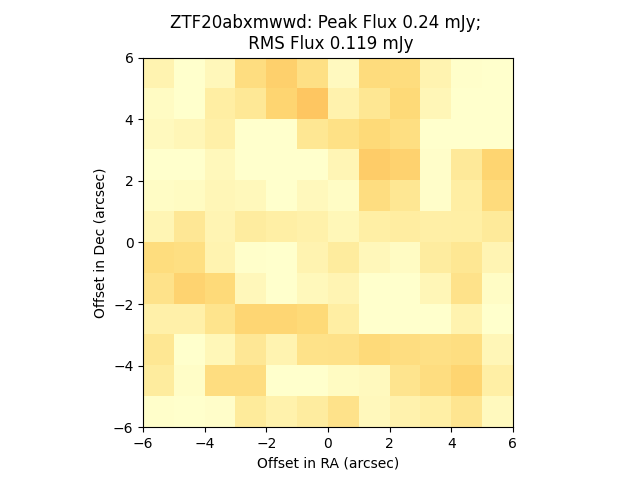 ZTF20abxmwwd: Peak Flux 0.24 mJy;
RMS Flux 0.119 mJy
6
4
2
0
−2
−4
−6
Offset in Dec (arcsec)
−6 −4 −2 0 2 4 6
Offset in RA (arcsec)